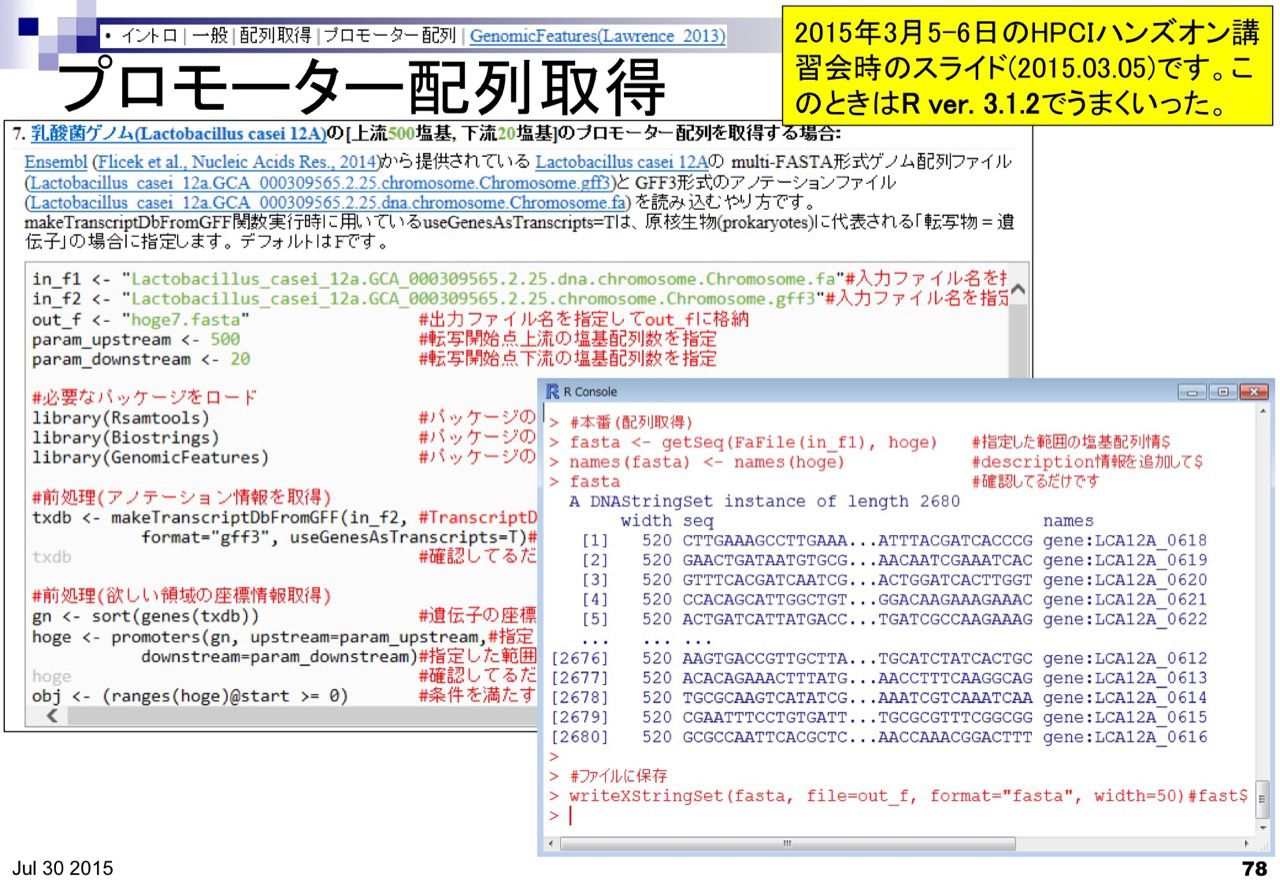 • イントロ | 一般 | 配列取得 | プロモーター配列 | GenomicFeatures(Lawrence_2013)
プロモーター配列取得
2015年3月5-6日のHPCIハンズオン講
習会時のスライド(2015.03.05)です。こ
のときはR ver. 3.1.2でうまくいった。
7. 乳酸菌ゲノム(Lactobacillus casei 12A)の[上流500塩基, 下流20塩基]のプロモーター配列を取得する場合:
Ensembl (Flicek et al., Nucleic Acids Res., 2014)から提供されている Lactobacillus casei 12Aの multi-FASTA形式ゲノム配列ファイル
(Lactobacillus_casei_12a.GCA_000309565.2.25.chromosome.Chromosome.gff3)と GFF3形式のアノテーションファイル
(Lactobacillus_casei_12a.GCA_000309565.2.25.dna.chromosome.Chromosome.fa) を読み込むやり方です。
makeTranscriptDbFromGFF関数実行時に用いているuseGenesAsTranscripts=Tは、原核生物(prokaryotes)に代表される「転写物 = 遺
伝子」の場合に指定します。デフォルトはFです。
in_f1 <- "Lactobacillus_casei_12a.GCA_000309565.2.25.dna.chromosome.Chromosome.fa"#入力ファイル名を指
in_f2 <- "Lactobacillus_casei_12a.GCA_000309565.2.25.chromosome.Chromosome.gff3"#入力ファイル名を指定
out_f <- "hoge7.fasta" #出力ファイル名を指定してout_fに格納
param_upstream <- 500 #転写開始点上流の塩基配列数を指定
param_downstream <- 20 #転写開始点下流の塩基配列数を指定
#必要なパッケージをロード
library(Rsamtools) #パッケージの
library(Biostrings) #パッケージの
library(GenomicFeatures) #パッケージの
#前処理(アノテーション情報を取得)
txdb <- makeTranscriptDbFromGFF(in_f2, #TranscriptD
format="gff3", useGenesAsTranscripts=T)#
txdb #確認してるだ
#前処理(欲しい領域の座標情報取得)
gn <- sort(genes(txdb)) #遺伝子の座標
hoge <- promoters(gn, upstream=param_upstream,#指定
downstream=param_downstream)#指定した範囲
hoge #確認してるだ
obj <- (ranges(hoge)@start >= 0) #条件を満たす
R Console
> #本番(配列取得)
> fasta <- getSeq(FaFile(in_f1), hoge) #指定した範囲の塩基配列情$
> names(fasta) <- names(hoge) #description情報を追加して$
> fasta #確認してるだけです
A DNAStringSet instance of length 2680
width seq names
[1] 520 CTTGAAAGCCTTGAAA...ATTTACGATCACCCG gene:LCA12A_0618
[2] 520 GAACTGATAATGTGCG...AACAATCGAAATCAC gene:LCA12A_0619
[3] 520 GTTTCACGATCAATCG...ACTGGATCACTTGGT gene:LCA12A_0620
[4] 520 CCACAGCATTGGCTGT...GGACAAGAAAGAAAC gene:LCA12A_0621
[5] 520 ACTGATCATTATGACC...TGATCGCCAAGAAAG gene:LCA12A_0622
... ... ...
[2676] 520 AAGTGACCGTTGCTTA...TGCATCTATCACTGC gene:LCA12A_0612
[2677] 520 ACACAGAAACTTTATG...AACCTTTCAAGGCAG gene:LCA12A_0613
[2678] 520 TGCGCAAGTCATATCG...AAATCGTCAAATCAA gene:LCA12A_0614
[2679] 520 CGAATTTCCTGTGATT...TGCGCGTTTCGGCGG gene:LCA12A_0615
[2680] 520 GCGCCAATTCACGCTC...AACCAAACGGACTTT gene:LCA12A_0616
>
> #ファイルに保存
> writeXStringSet(fasta, file=out_f, format="fasta", width=50)#fast$
>
Jul 30 2015
78